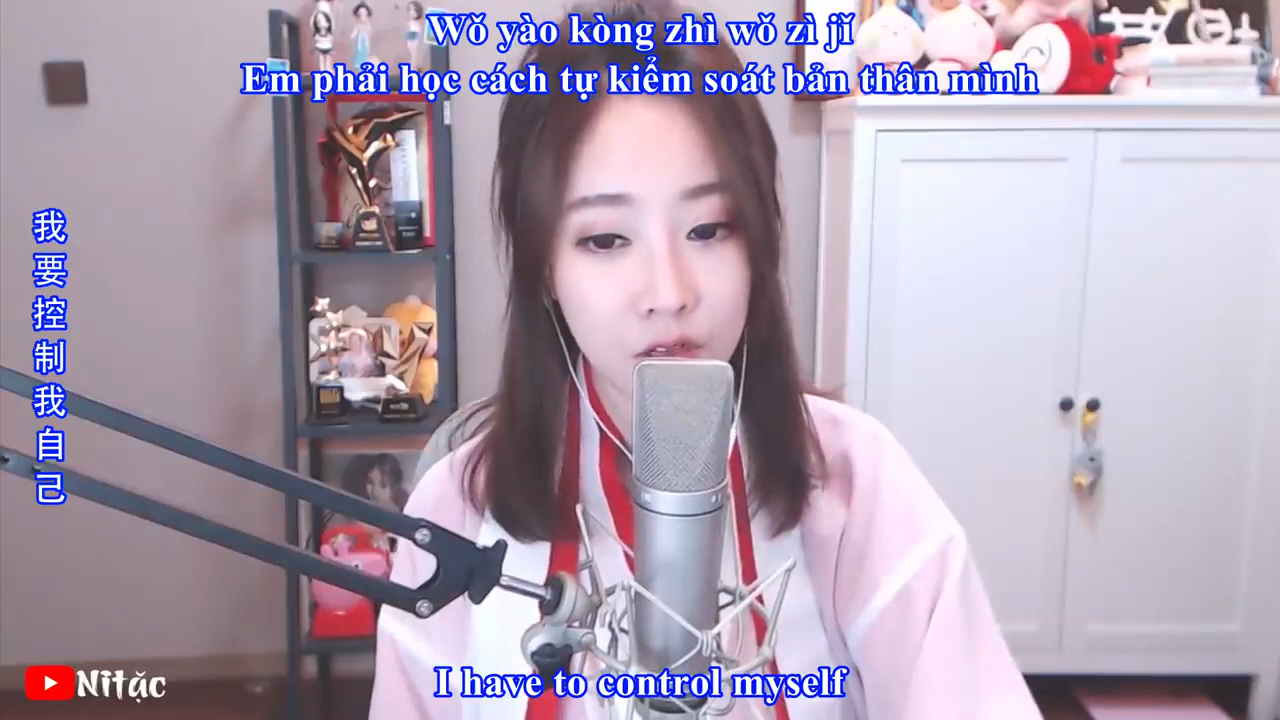 Wǒ yào kòng zhì wǒ zì jǐ
Em phải học cách tự kiểm soát bản thân mình
我要控制我自己
I have to control myself
Nitặc